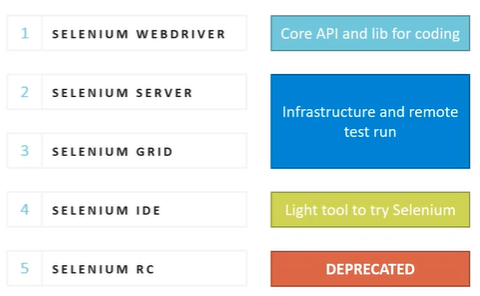 1 SELENIUM WEBDRIVER Core API and lib for coding
2 SELENIUM SERVER
Infrastructure and remote
test run
3 SELENIUM GRID
4 SELENIUM IDE Light tool to try Selenium
5 SELENIUM RC DEPRECATED